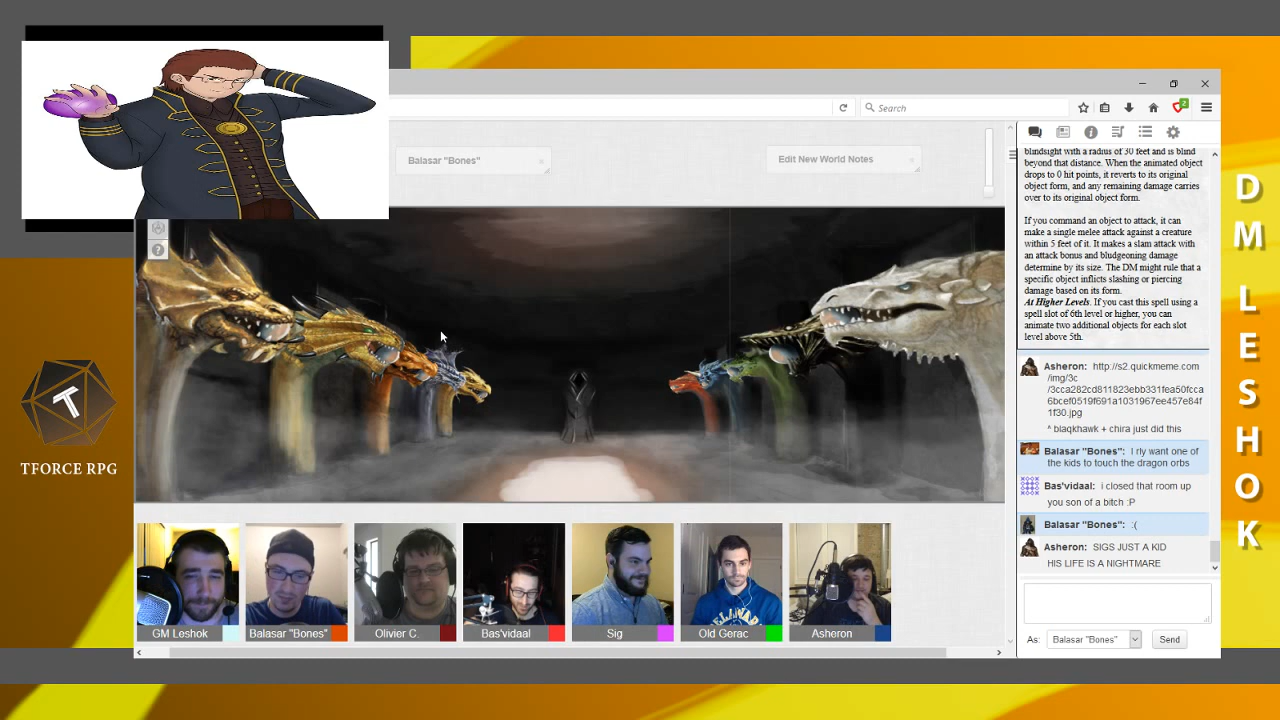 Search
2
Balasar "Bones"
Edit New World Notes
?
blindsight with a radius of 30 feet and is blind
beyond that distance. When the animated object
drops to 0 hit points, it reverts to its original
object form, and any remaining damage carries
over to its original object form.
If you command an object to attack, it can
make a single melee attack against a creature
within 5 feet of it. It makes a slam attack with
an attack bonus and bludgeoning damage
determine by its size. The DM might rule that a
specific object inflicts slashing or piercing
damage based on its form.
At Higher Levels. If you cast this spell using a
spell slot of 6th level or higher, you can
animate two additional objects for each slot
level above 5th.
Asheron: http://s2.quickmeme.com
/img/3c
/3cca282cd811823ebb331fea50fcca
6bcef0519f691a1031967ee457e84f
1f30.jpg
^ blaqkhawk + chira just did this
Balasar "Bones": I rly want one of
the kids to touch the dragon orbs
Bas'vidaal: i closed that room up
you son of a bitch :P
Balasar "Bones": :(
Asheron: SIGS JUST A KID
HIS LIFE IS A NIGHTMARE
As: Balasar "Bones" Send
GM Leshok
Balasar "Bones"
Olivier C.
Bas'vidaal
Sig
Old Gerac
Asheron
T
TFORCE RPG
DM LESHOK